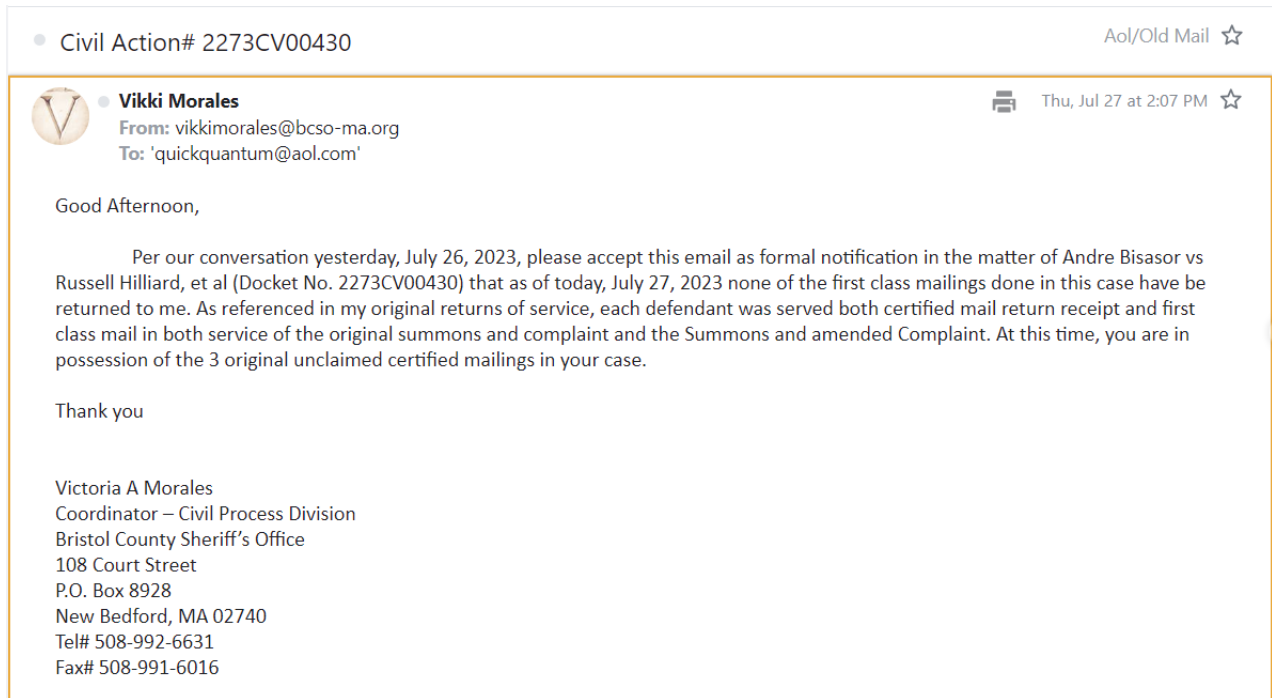 Civil Action# 2273CV00430
Aol/Old Mail
V
Vikki Morales
Thu, Jul 27 at 2:07 PM
From: vikkimorales@bcso-ma.org
To: 'quickquantum@aol.com'
Good Afternoon,
Per our conversation yesterday, July 26, 2023, please accept this email as formal notification in the matter of Andre Bisasor vs
Russell Hilliard, et al (Docket No. 2273CV00430) that as of today, July 27, 2023 none of the first class mailings done in this case have be
returned to me. As referenced in my original returns of service, each defendant was served both certified mail return receipt and first
class mail in both service of the original summons and complaint and the Summons and amended Complaint. At this time, you are in
possession of the 3 original unclaimed certified mailings in your case.
Thank you
Victoria A Morales
Coordinator – Civil Process Division
Bristol County Sheriff's Office
108 Court Street
P.O. Box 8928
New Bedford, MA 02740
Tel# 508-992-6631
Fax# 508-991-6016